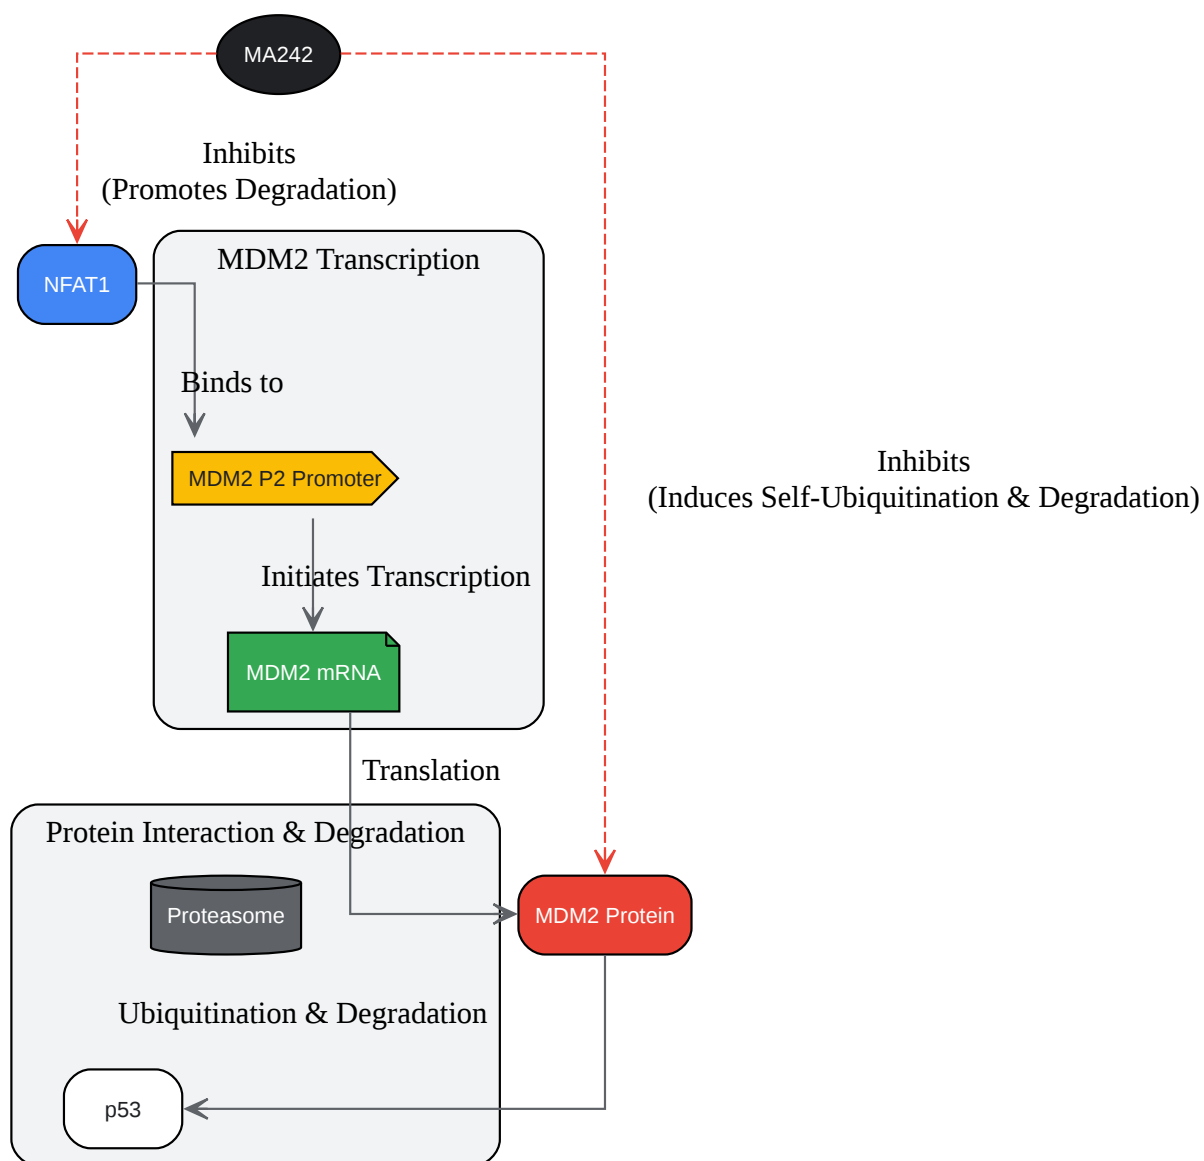 MA242
Inhibits
(Promotes Degradation)
MDM2 Transcription
NFAT1
Binds to
MDM2 P2 Promoter
Inhibits
(Induces Self-Ubiquitination & Degradation)
Initiates Transcription
MDM2 mRNA
Translation
Protein Interaction & Degradation
Proteasome
MDM2 Protein
Ubiquitination & Degradation
p53